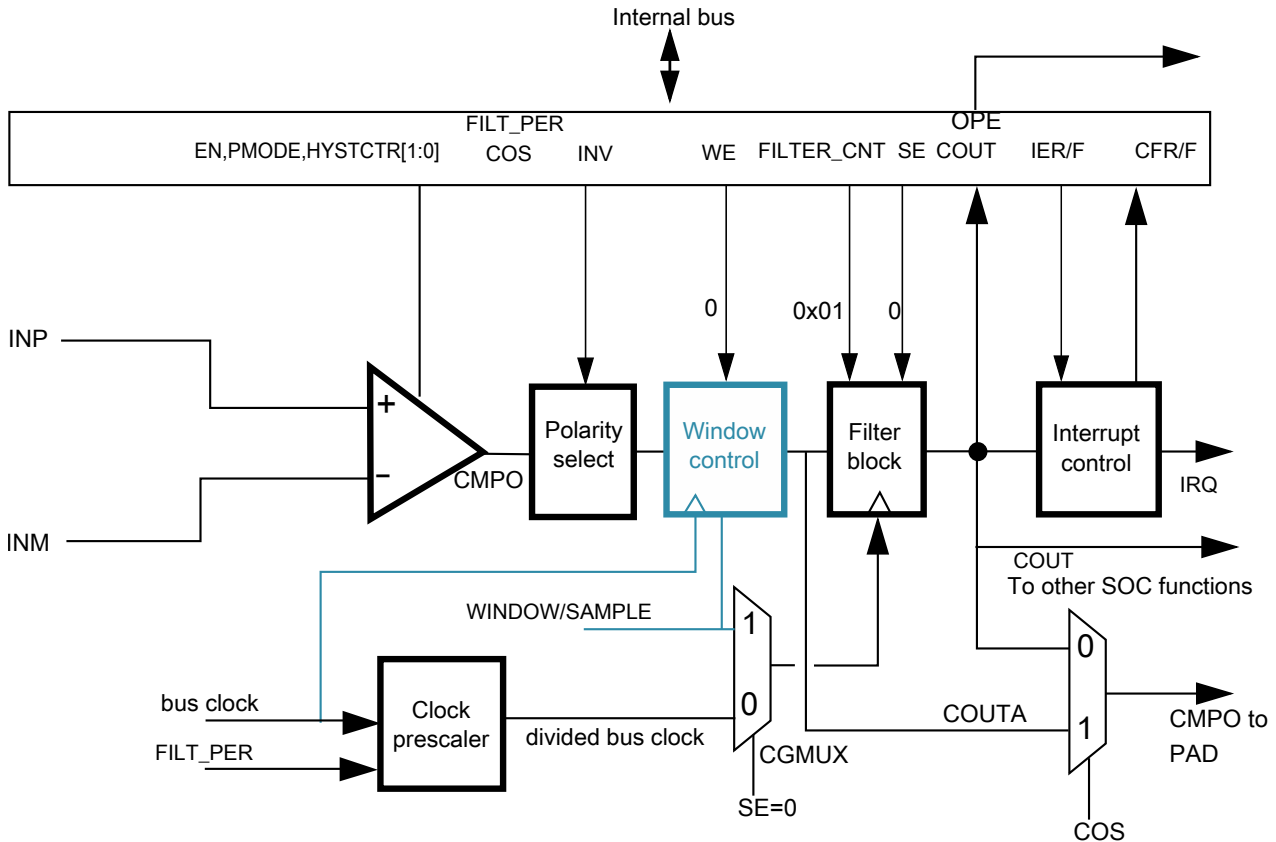 Internal bus
OPE
FILT_PER
EN,PMODE,HYSTCTR[1:0] COS INV WE FILTER_CNT SE COUT IER/F CFR/F
0 0x01 0
INP
+
−
INM
CMPO
Polarity
select
Window
control
Filter
block
Interrupt
control
IRQ
COUT
To other SOC functions
WINDOW/SAMPLE
1
0
CGMUX
SE=0
bus clock
FILT_PER
Clock
prescaler
divided bus clock
COUTA
0
1
COS
CMPO to
PAD